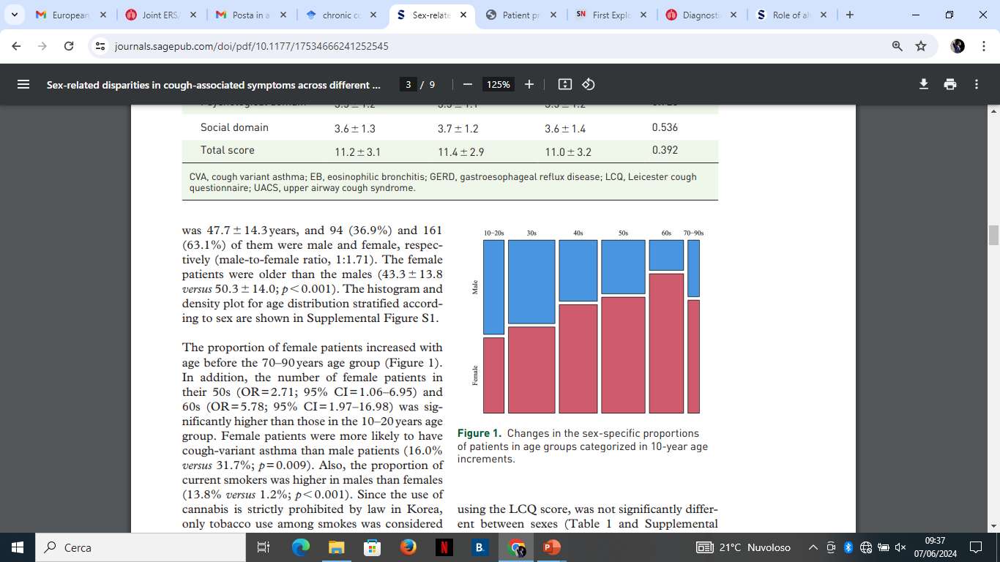 European
Joint ERS/
Posta in a
chronic co
Sex-relate
Patient pr
SN First Explo
Diagnosti
Role of al
journals.sagepub.com/doi/pdf/10.1177/17534666241252545
Sex-related disparities in cough-associated symptoms across different ...
3 / 9
125%
Social domain 3.6 ± 1.3 3.7 ± 1.2 3.6 ± 1.4 0.536
Total score 11.2 ± 3.1 11.4 ± 2.9 11.0 ± 3.2 0.392
CVA, cough variant asthma; EB, eosinophilic bronchitis; GERD, gastroesophageal reflux disease; LCQ, Leicester cough
questionnaire; UACS, upper airway cough syndrome.
was 47.7 ± 14.3 years, and 94 (36.9%) and 161
(63.1%) of them were male and female, respec-
tively (male-to-female ratio, 1:1.71). The female
patients were older than the males (43.3 ± 13.8
versus 50.3 ± 14.0; p < 0.001). The histogram and
density plot for age distribution stratified accord-
ing to sex are shown in Supplemental Figure S1.
The proportion of female patients increased with
age before the 70–90 years age group (Figure 1).
In addition, the number of female patients in
their 50s (OR = 2.71; 95% CI = 1.06–6.95) and
60s (OR = 5.78; 95% CI = 1.97–16.98) was sig-
nificantly higher than those in the 10–20 years age
group. Female patients were more likely to have
cough-variant asthma than male patients (16.0%
versus 31.7%; p = 0.009). Also, the proportion of
current smokers was higher in males than females
(13.8% versus 1.2%; p < 0.001). Since the use of
cannabis is strictly prohibited by law in Korea,
only tobacco use among smokes was considered
10−20s 30s 40s 50s 60s 70−90s
Male
Female
Figure 1. Changes in the sex-specific proportions
of patients in age groups categorized in 10-year age
increments.
using the LCQ score, was not significantly differ-
ent between sexes (Table 1 and Supplemental
Cerca
N
B.
P
21°C Nuvoloso
09:37
07/06/2024